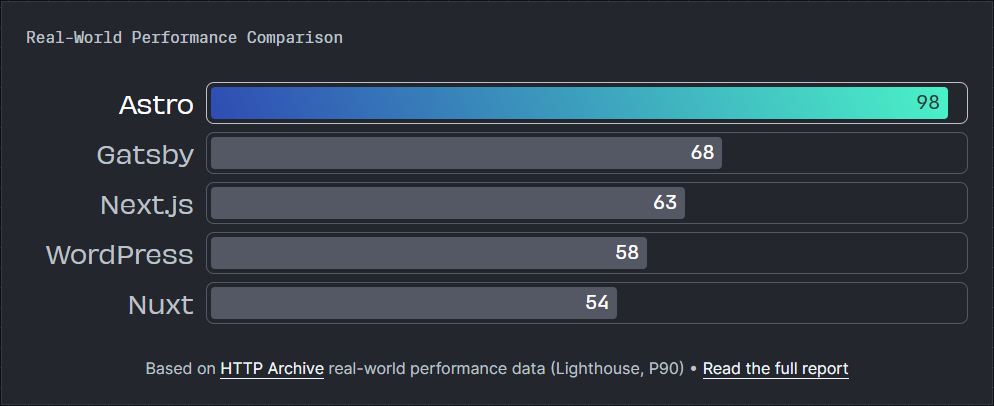 Real-World Performance Comparison
Astro 98
Gatsby 68
Next.js 63
WordPress 58
Nuxt 54
Based on HTTP Archive real-world performance data (Lighthouse, P90) • Read the full report